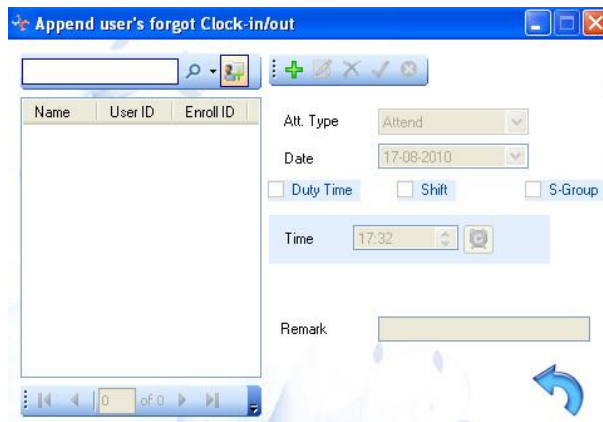 Append user's forgot Clock-in/out
Name User ID Enroll ID
Att. Type Attend
Date 17-08-2010
Duty Time Shift S-Group
Time 17:32
Remark
0 of 0